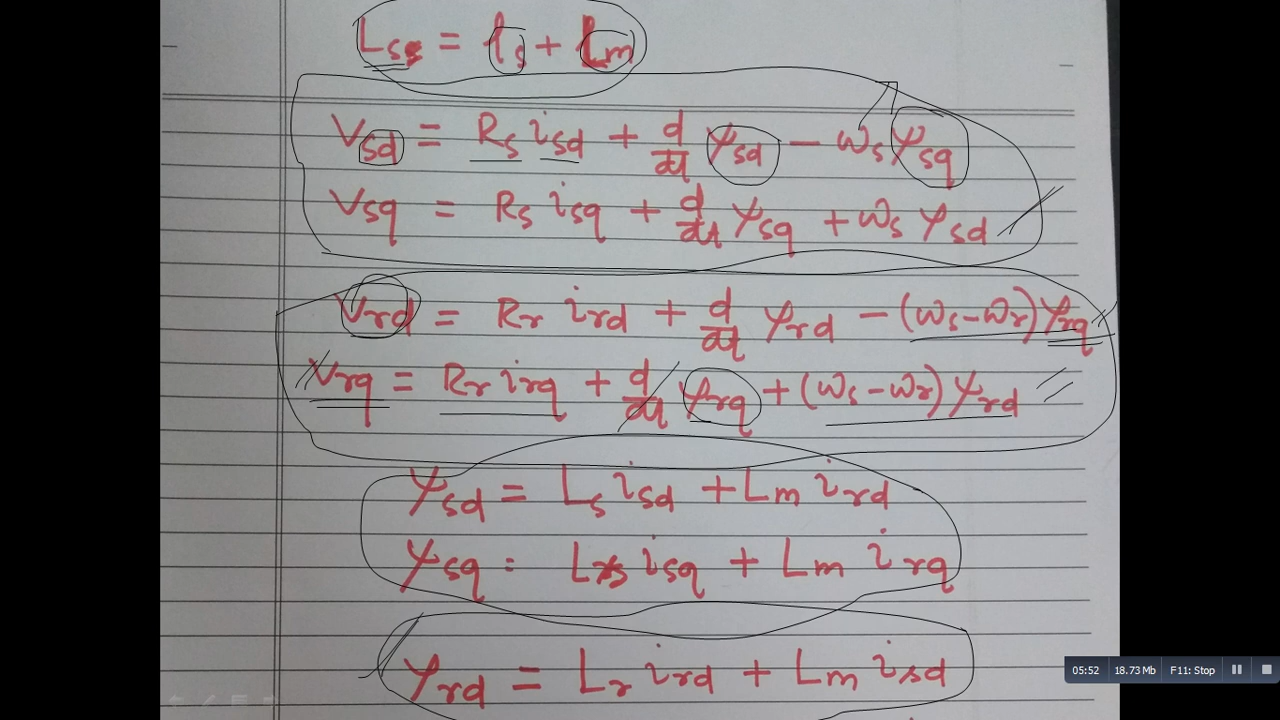 Ls = ls + Lm
Vsd = Rs isd + d/dt ψsd − ωs ψsq
Vsq = Rs isq + d/dt ψsq + ωs ψsd
Vrd = Rr ird + d/dt ψrd − (ωs−ωr) ψrq
Vrq = Rr irq + d/dt ψrq + (ωs−ωr) ψrd
ψsd = Ls isd + Lm ird
ψsq = Ls isq + Lm irq
ψrd = Lr ird + Lm isd
05:52 18.73 Mb F11: Stop